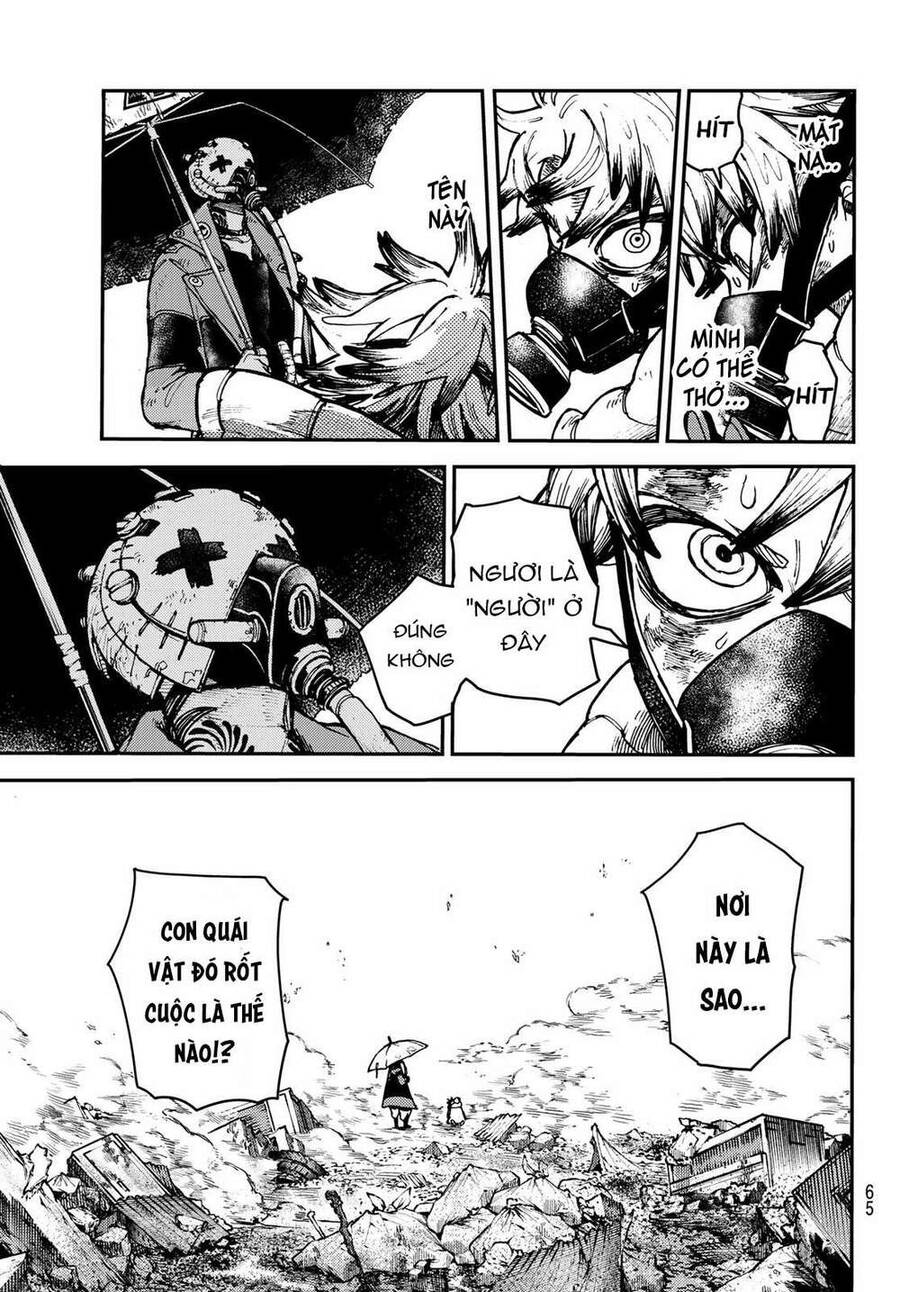 MẶT
NẠ..
HÍT
MÌNH
CÓ THỂ
THỞ...
HÍT
TÊN
NÀY
NGƯƠI LÀ
"NGƯỜI" Ở
ĐÂY
ĐÚNG
KHÔNG
NƠI
NÀY LÀ
SAO...
CON QUÁI
VẬT ĐÓ RỐT
CUỘC LÀ THẾ
NÀO!?
65